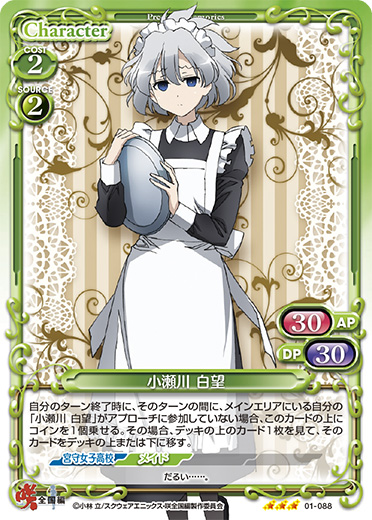 Precious Memories
Character
COST
2
SOURCE
2
30 AP
DP 30
小瀬川 白望
自分のターン終了時に、そのターンの間に、メインエリアにいる自分の
「小瀬川 白望」がアプローチに参加していない場合、このカードの上に
コインを1個乗せる。その場合、デッキの上のカード1枚を見て、その
カードをデッキの上または下に移す。
宮守女子高校 メイド
だるい……。
咲 全国編
©小林 立/スクウェアエニックス・咲全国編製作委員会
01-088